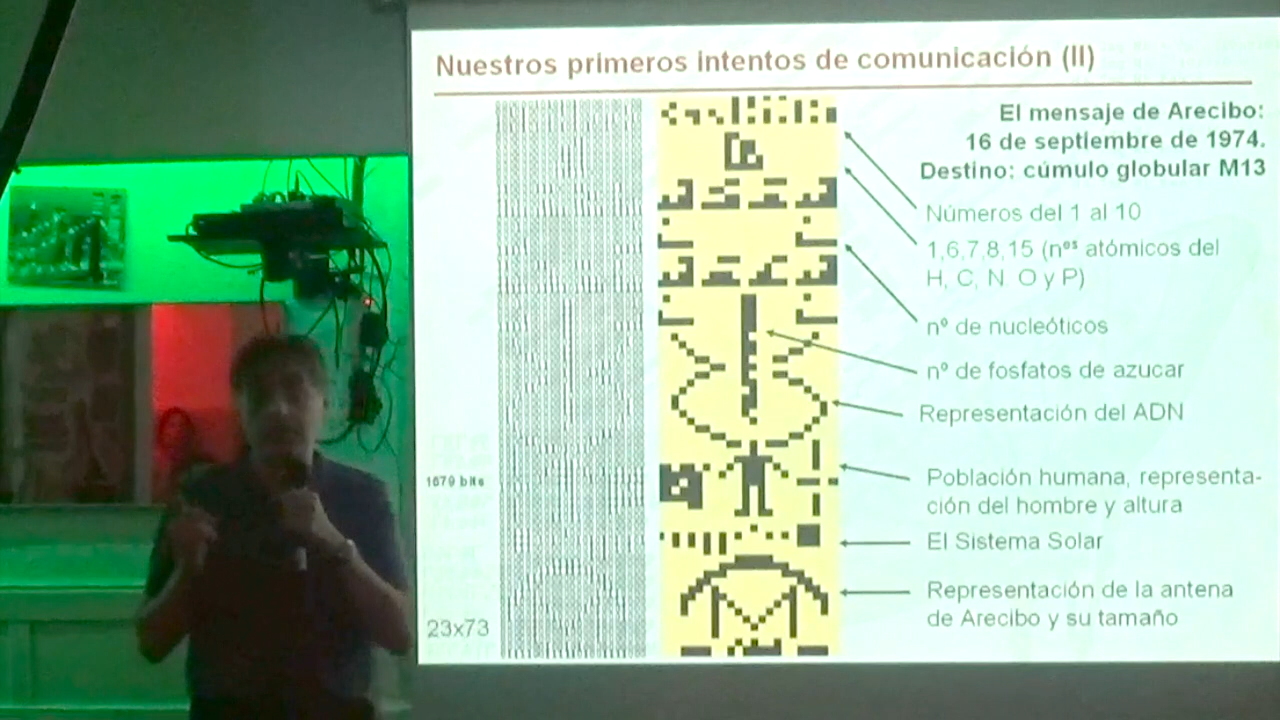 Nuestros primeros intentos de comunicación (II)
El mensaje de Arecibo:
16 de septiembre de 1974.
Destino: cúmulo globular M13
Números del 1 al 10
1,6,7,8,15 (nºˢ atómicos del
H, C, N. O y P)
nº de nucleóticos
nº de fosfatos de azucar
Representación del ADN
Población humana, representa-
ción del hombre y altura
El Sistema Solar
Representación de la antena
de Arecibo y su tamaño
1679 bits
23x73